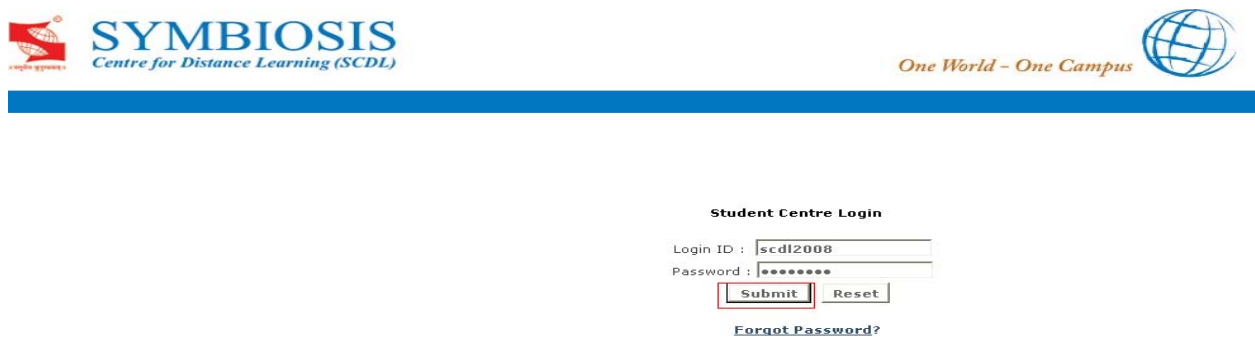 SYMBIOSIS
Centre for Distance Learning (SCDL)
One World – One Campus
Student Centre Login
Login ID : scdl2008
Password : ••••••••
Submit Reset
Forgot Password?